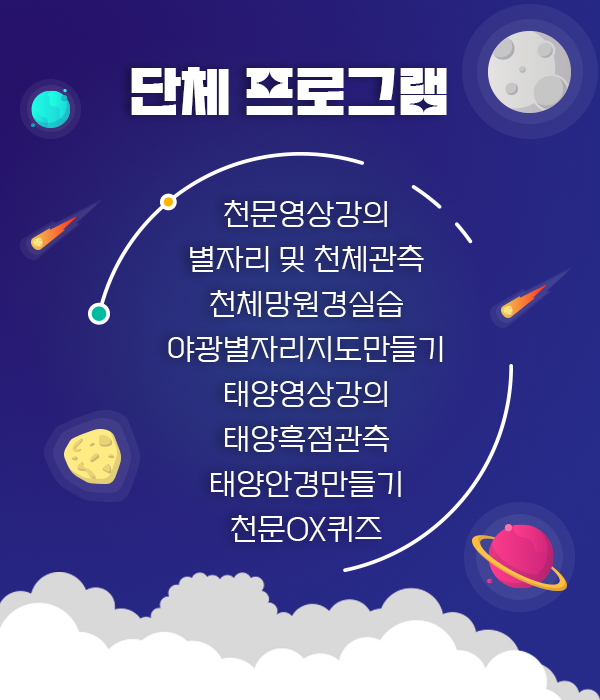 단체 프로그램
천문영상강의
별자리 및 천체관측
천체망원경실습
야광별자리지도만들기
태양영상강의
태양흑점관측
태양안경만들기
천문OX퀴즈